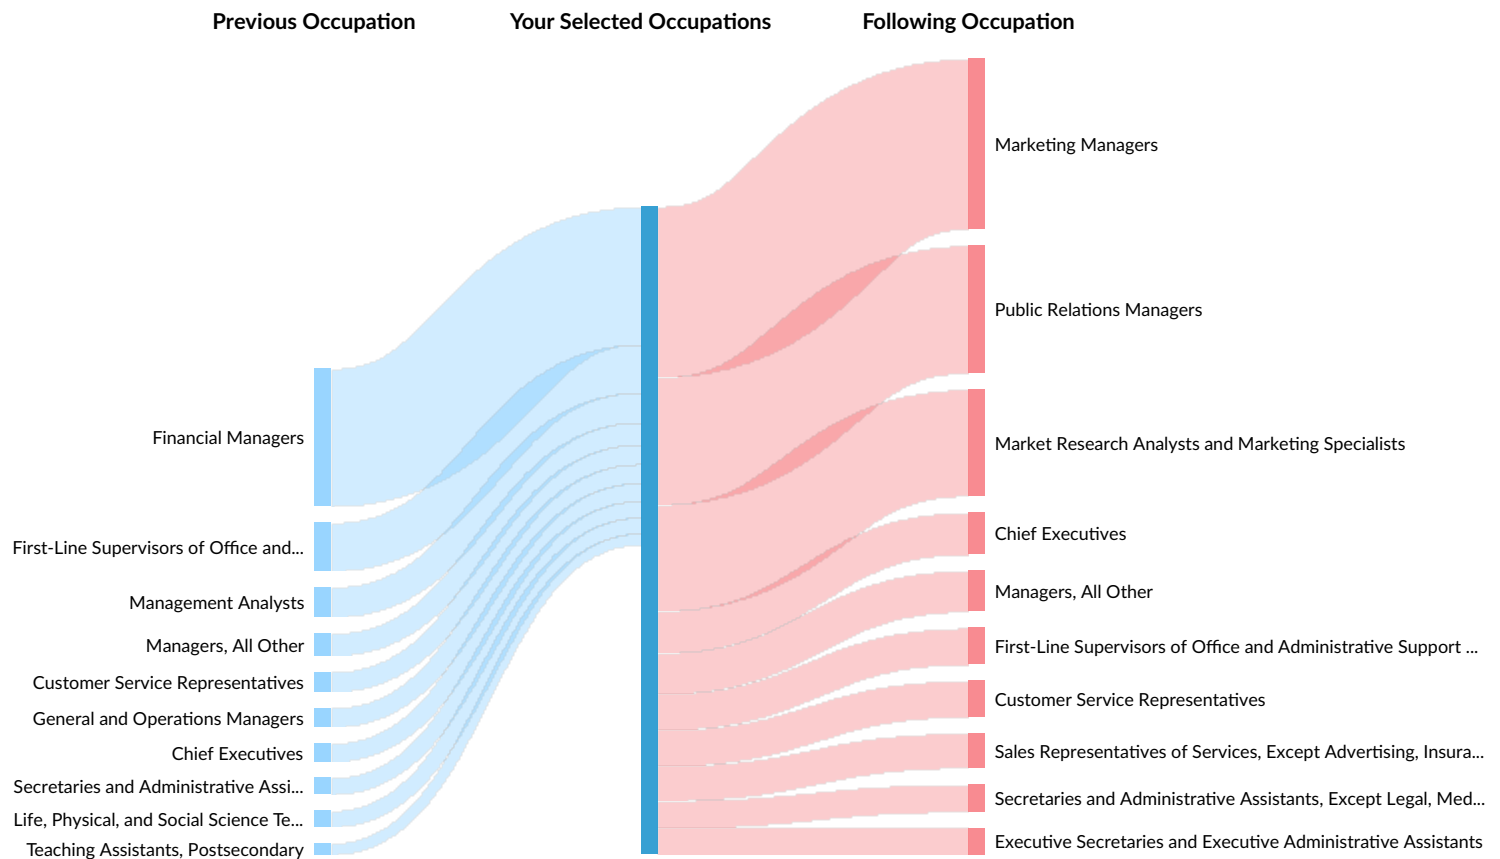 Previous Occupation
Your Selected Occupations
Following Occupation
Financial Managers
First-Line Supervisors of Office and...
Management Analysts
Managers, All Other
Customer Service Representatives
General and Operations Managers
Chief Executives
Secretaries and Administrative Assi...
Life, Physical, and Social Science Te...
Teaching Assistants, Postsecondary
Marketing Managers
Public Relations Managers
Market Research Analysts and Marketing Specialists
Chief Executives
Managers, All Other
First-Line Supervisors of Office and Administrative Support ...
Customer Service Representatives
Sales Representatives of Services, Except Advertising, Insura...
Secretaries and Administrative Assistants, Except Legal, Med...
Executive Secretaries and Executive Administrative Assistants